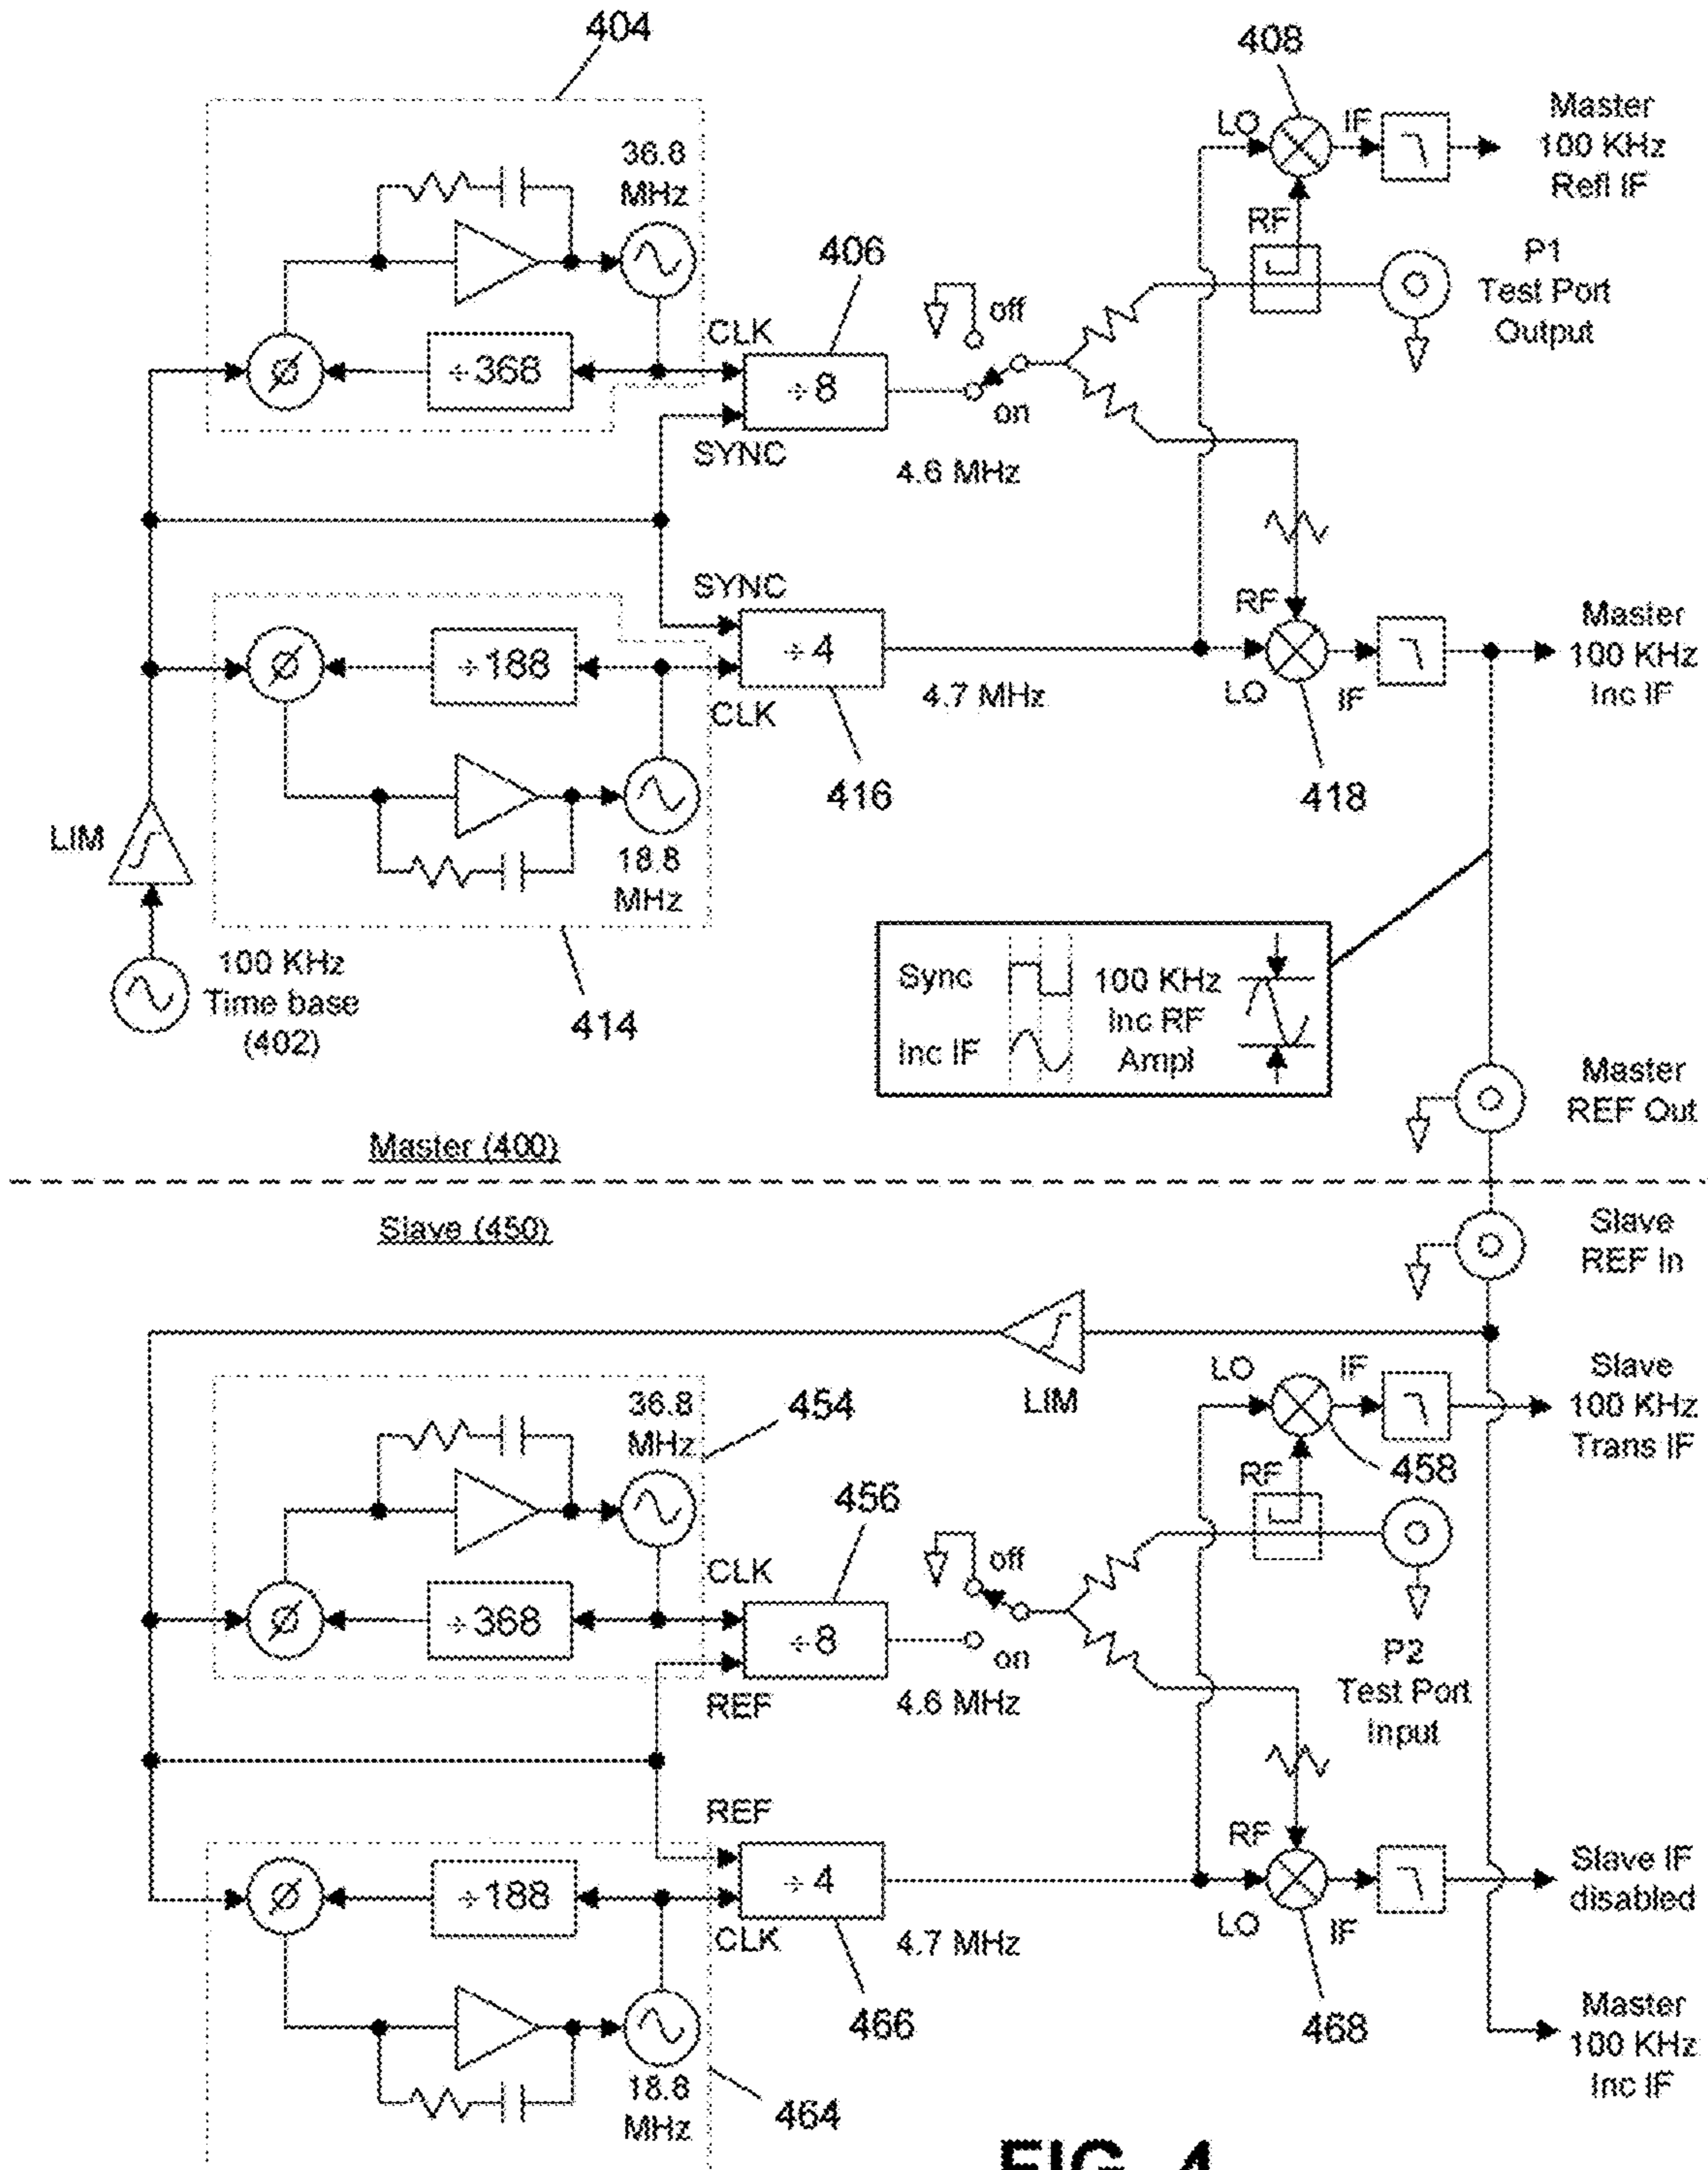 404
408
LO
IF
Master
100 KHz
Refl IF
36.8
MHz
RF
406
P1
Test Port
Output
off
CLK
÷368
÷8
on
SYNC
4.6 MHz
SYNC
RF
Master
100 KHz
Inc IF
÷188
÷4
4.7 MHz
LO
IF
CLK
416
418
LIM
18.8
MHz
100 KHz
Time base
(402)
414
Sync
100 KHz
Inc RF
Ampl
Inc IF
Master
REF Out
Master (400)
Slave (450)
Slave
REF In
LIM
LO
IF
Slave
100 KHz
Trans IF
36.8
MHz
454
458
RF
456
off
CLK
÷368
÷8
on
REF
4.6 MHz
P2
Test Port
Input
REF
RF
Slave IF
disabled
÷188
÷4
CLK
4.7 MHz
LO
IF
466
468
Master
100 KHz
Inc IF
18.8
MHz
464
FIG. 4